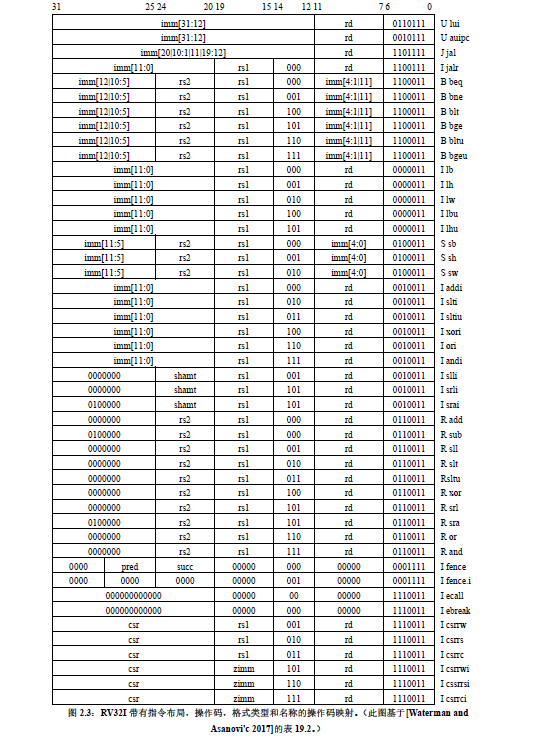 31 25 24 20 19 15 14 12 11 7 6 0
imm[31:12] rd 0110111 U lui
imm[31:12] rd 0010111 U auipc
imm[20|10:1|11|19:12] rd 1101111 J jal
imm[11:0] rs1 000 rd 1100111 I jalr
imm[12|10:5] rs2 rs1 000 imm[4:1|11] 1100011 B beq
imm[12|10:5] rs2 rs1 001 imm[4:1|11] 1100011 B bne
imm[12|10:5] rs2 rs1 100 imm[4:1|11] 1100011 B blt
imm[12|10:5] rs2 rs1 101 imm[4:1|11] 1100011 B bge
imm[12|10:5] rs2 rs1 110 imm[4:1|11] 1100011 B bltu
imm[12|10:5] rs2 rs1 111 imm[4:1|11] 1100011 B bgeu
imm[11:0] rs1 000 rd 0000011 I lb
imm[11:0] rs1 001 rd 0000011 I lh
imm[11:0] rs1 010 rd 0000011 I lw
imm[11:0] rs1 100 rd 0000011 I lbu
imm[11:0] rs1 101 rd 0000011 I lhu
imm[11:5] rs2 rs1 000 imm[4:0] 0100011 S sb
imm[11:5] rs2 rs1 001 imm[4:0] 0100011 S sh
imm[11:5] rs2 rs1 010 imm[4:0] 0100011 S sw
imm[11:0] rs1 000 rd 0010011 I addi
imm[11:0] rs1 010 rd 0010011 I slti
imm[11:0] rs1 011 rd 0010011 I sltiu
imm[11:0] rs1 100 rd 0010011 I xori
imm[11:0] rs1 110 rd 0010011 I ori
imm[11:0] rs1 111 rd 0010011 I andi
0000000 shamt rs1 001 rd 0010011 I slli
0000000 shamt rs1 101 rd 0010011 I srli
0100000 shamt rs1 101 rd 0010011 I srai
0000000 rs2 rs1 000 rd 0110011 R add
0100000 rs2 rs1 000 rd 0110011 R sub
0000000 rs2 rs1 001 rd 0110011 R sll
0000000 rs2 rs1 010 rd 0110011 R slt
0000000 rs2 rs1 011 rd 0110011 Rsltu
0000000 rs2 rs1 100 rd 0110011 R xor
0000000 rs2 rs1 101 rd 0110011 R srl
0100000 rs2 rs1 101 rd 0110011 R sra
0000000 rs2 rs1 110 rd 0110011 R or
0000000 rs2 rs1 111 rd 0110011 R and
0000 pred succ 00000 000 00000 0001111 I fence
0000 0000 0000 00000 001 00000 0001111 I fence.i
000000000000 00000 00 00000 1110011 I ecall
000000000000 00000 000 00000 1110011 I ebreak
csr rs1 001 rd 1110011 I csrrw
csr rs1 010 rd 1110011 I csrrs
csr rs1 011 rd 1110011 I csrrc
csr zimm 101 rd 1110011 I csrrwi
csr zimm 110 rd 1110011 I cssrrsi
csr zimm 111 rd 1110011 I csrrci
图 2.3：RV32I 带有指令布局，操作码，格式类型和名称的操作码映射。（此图基于[Waterman and
Asanovi'c 2017]的表 19.2。）